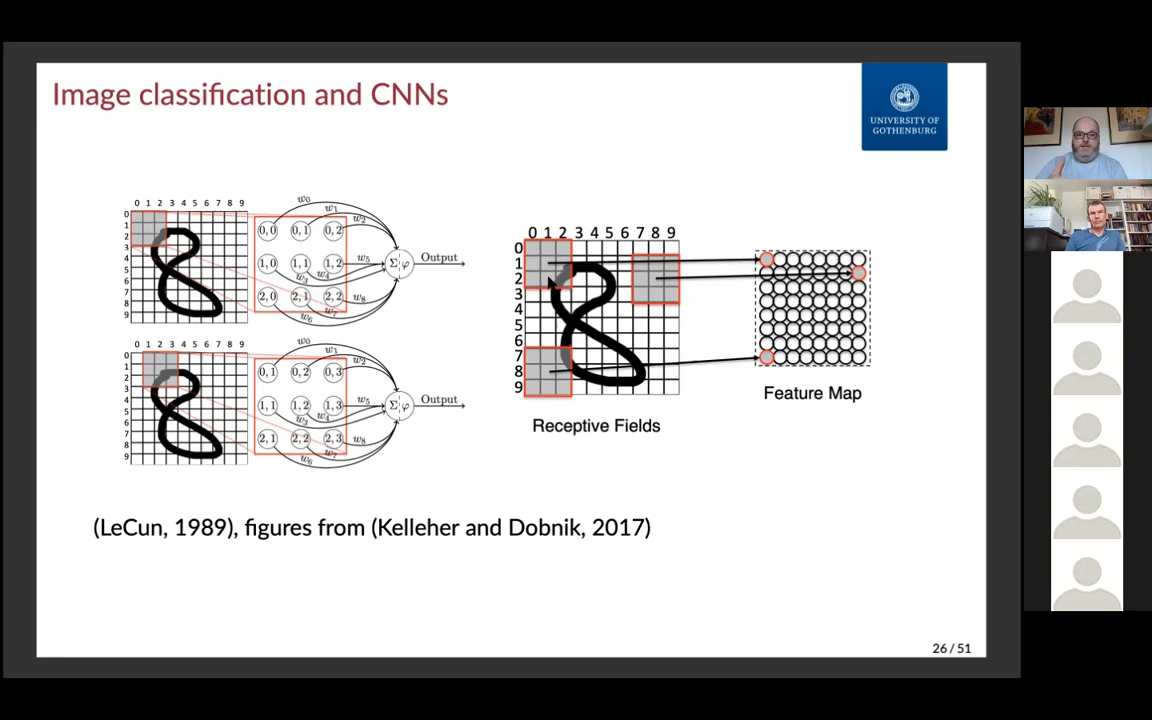 Image classification and CNNs
UNIVERSITY OF
GOTHENBURG
0 1 2 3 4 5 6 7 8 9
0
1
2
3
4
5
6
7
8
9
w0
w1
w2
0,0 0,1 0,2
w5
1,0 1,1 1,2
w3 w4
2,0 2,1 2,2
w8
w7
w6
Σ φ
Output
0 1 2 3 4 5 6 7 8 9
0
1
2
3
4
5
6
7
8
9
w0
w1
w2
0,1 0,2 0,3
w5
1,1 1,2 1,3
w3 w4
2,1 2,2 2,3
w8
w7
w6
Σ φ
Output
0 1 2 3 4 5 6 7 8 9
0
1
2
3
4
5
6
7
8
9
Receptive Fields
Feature Map
(LeCun, 1989), figures from (Kelleher and Dobnik, 2017)
26 / 51